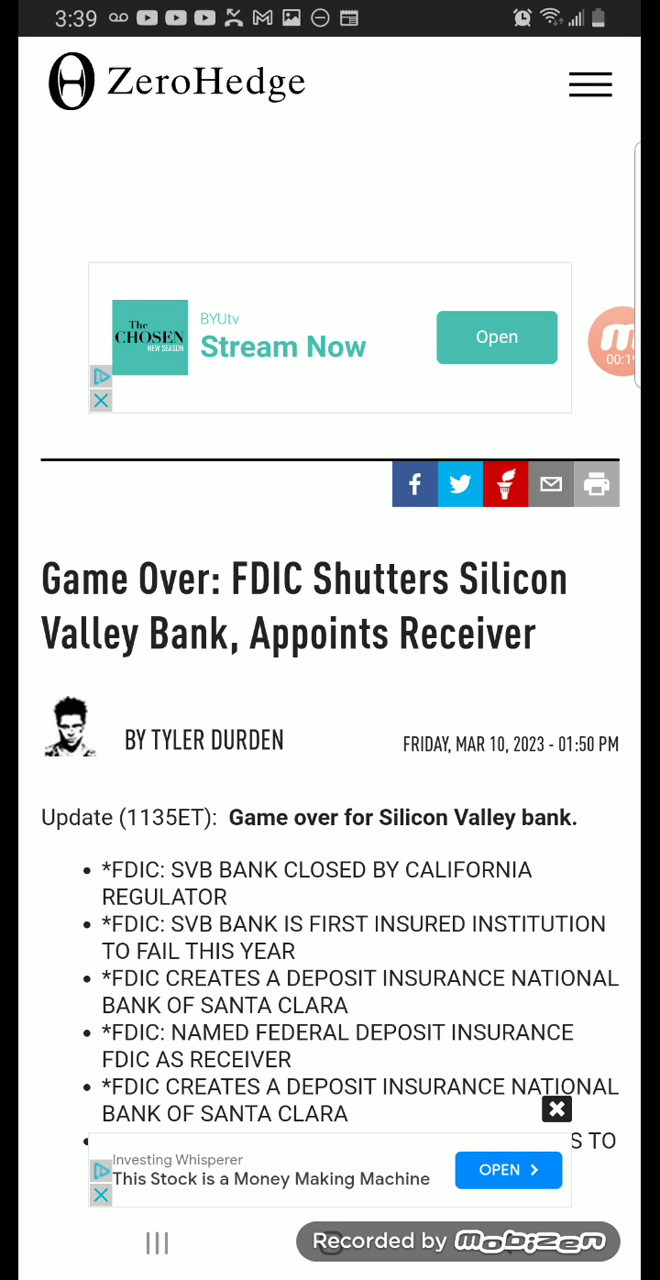 3:39
ZeroHedge
The
CHOSEN
NEW SEASON
BYUtv
Stream Now
Open
00:1
Game Over: FDIC Shutters Silicon
Valley Bank, Appoints Receiver
BY TYLER DURDEN
FRIDAY, MAR 10, 2023 - 01:50 PM
Update (1135ET): Game over for Silicon Valley bank.
• *FDIC: SVB BANK CLOSED BY CALIFORNIA
REGULATOR
• *FDIC: SVB BANK IS FIRST INSURED INSTITUTION
TO FAIL THIS YEAR
• *FDIC CREATES A DEPOSIT INSURANCE NATIONAL
BANK OF SANTA CLARA
• *FDIC: NAMED FEDERAL DEPOSIT INSURANCE
FDIC AS RECEIVER
• *FDIC CREATES A DEPOSIT INSURANCE NATIONAL
BANK OF SANTA CLARA
S TO
Investing Whisperer
This Stock is a Money Making Machine
OPEN
Recorded by mobizen